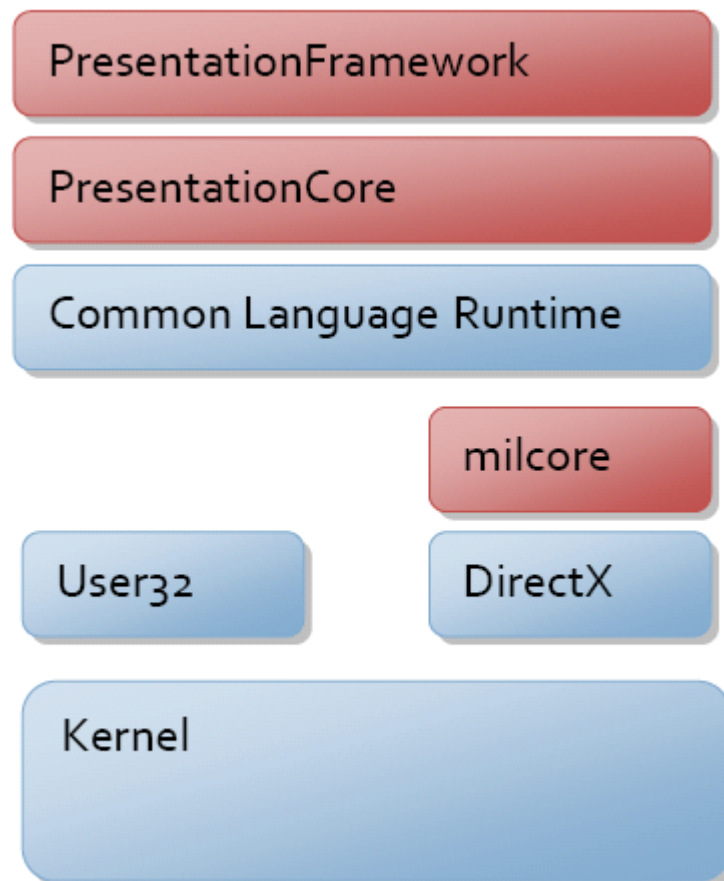 PresentationFramework
PresentationCore
Common Language Runtime
milcore
User32
DirectX
Kernel